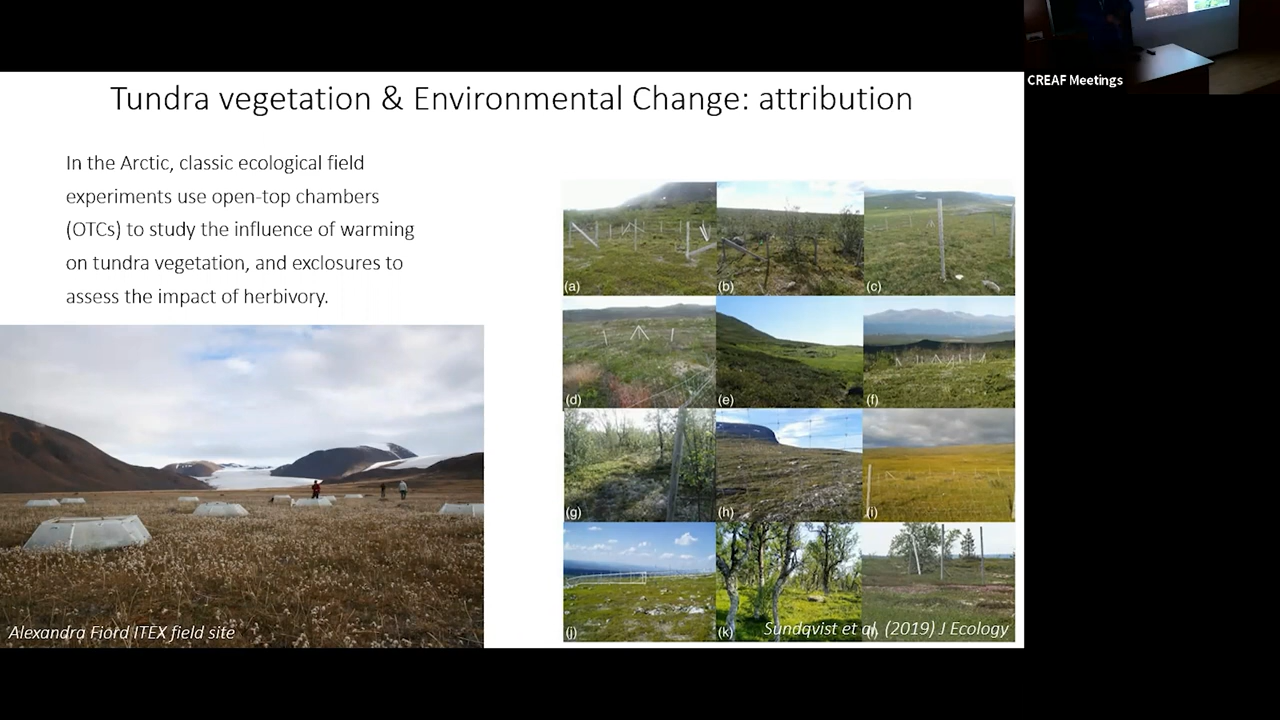 Tundra vegetation & Environmental Change: attribution
CREAF Meetings
In the Arctic, classic ecological field
experiments use open-top chambers
(OTCs) to study the influence of warming
on tundra vegetation, and exclosures to
assess the impact of herbivory.
(a)
(b)
(c)
(d)
(e)
(f)
(g)
(h)
(i)
(j)
(k)
(l)
Alexandra Fiord ITEX field site
Sundqvist et al. (2019) J Ecology